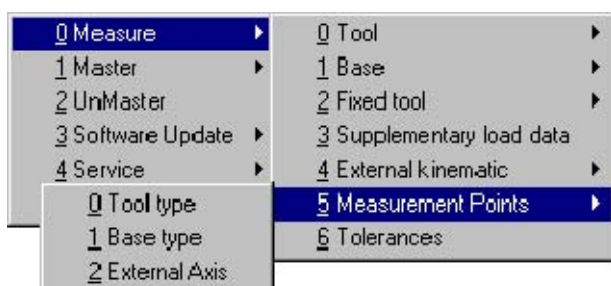 0 Measure
1 Master
2 UnMaster
3 Software Update
4 Service
0 Tool
1 Base
2 Fixed tool
3 Supplementary load data
4 External kinematic
5 Measurement Points
6 Tolerances
0 Tool type
1 Base type
2 External Axis